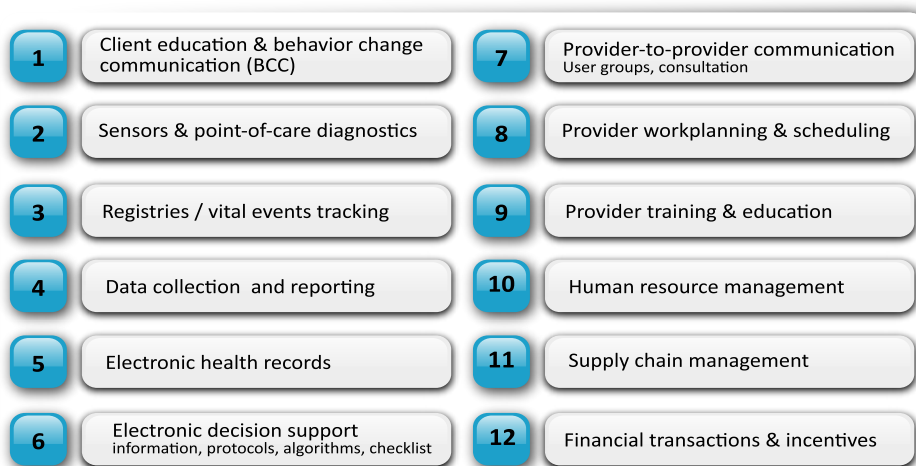 1
Client education & behavior change
communication (BCC)
2
Sensors & point-of-care diagnostics
3
Registries / vital events tracking
4
Data collection  and reporting
5
Electronic health records
6
Electronic decision support
information, protocols, algorithms, checklist
7
Provider-to-provider communication
User groups, consultation
8
Provider workplanning & scheduling
9
Provider training & education
10
Human resource management
11
Supply chain management
12
Financial transactions & incentives